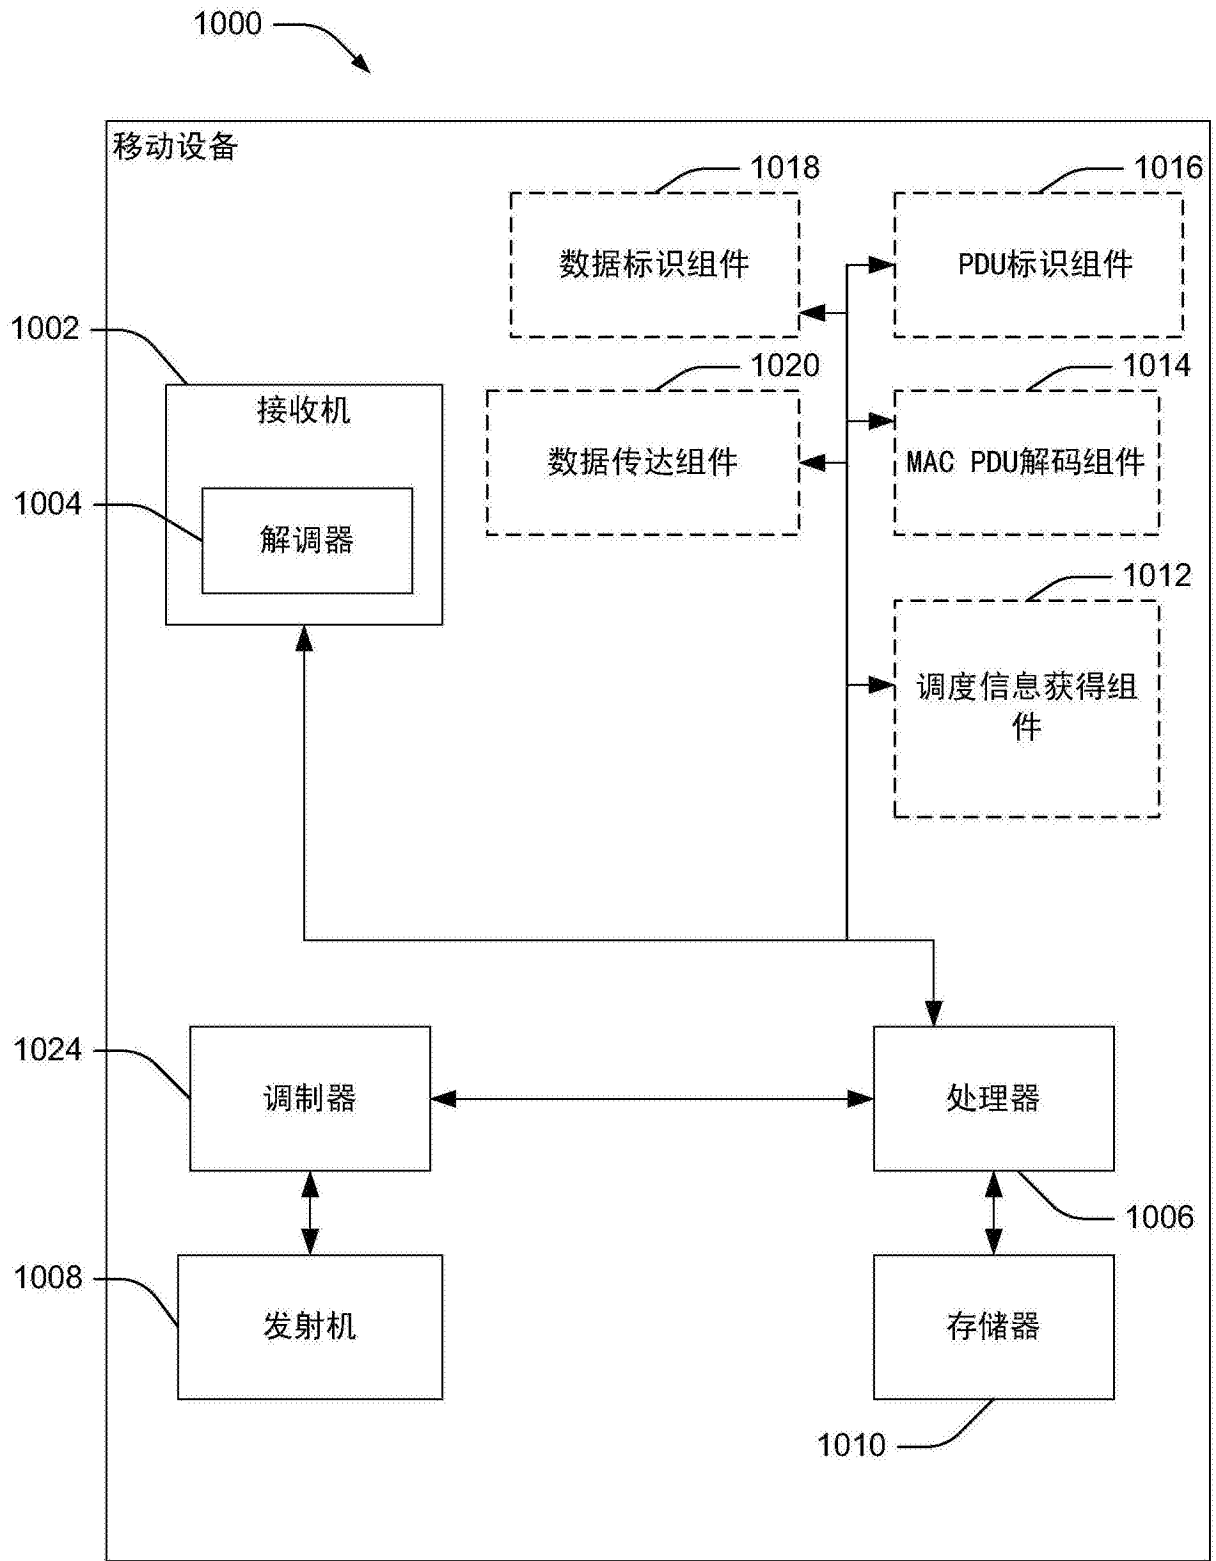 1000
移动设备
1018
1016
数据标识组件
PDU标识组件
1002
1020
1014
接收机
数据传达组件
MAC PDU解码组件
1004
解调器
1012
调度信息获得组
件
1024
调制器
处理器
1006
1008
发射机
存储器
1010